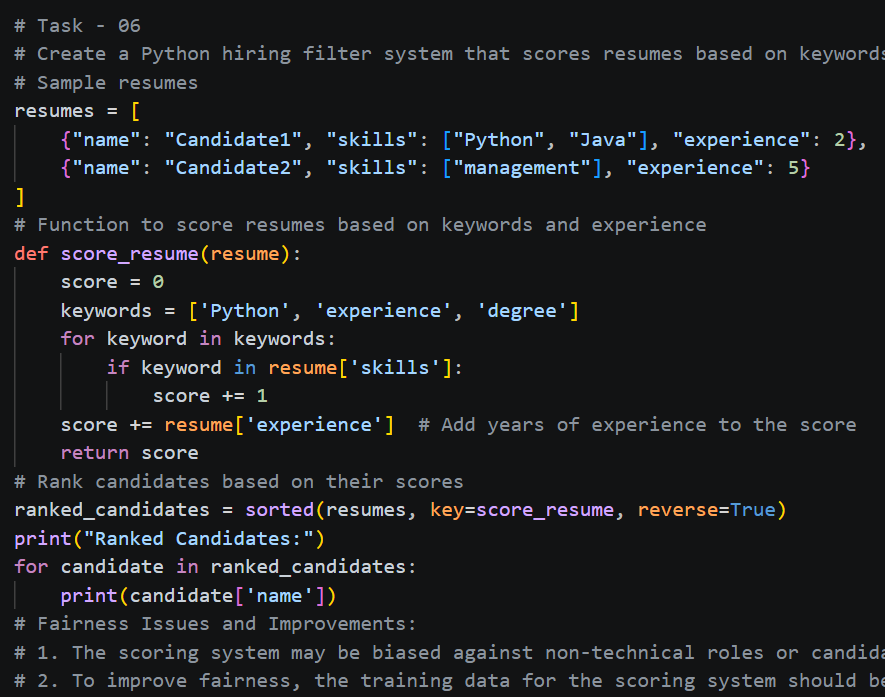 # Task - 06
# Create a Python hiring filter system that scores resumes based on keywords
# Sample resumes
resumes = [
    {"name": "Candidate1", "skills": ["Python", "Java"], "experience": 2},
    {"name": "Candidate2", "skills": ["management"], "experience": 5}
]
# Function to score resumes based on keywords and experience
def score_resume(resume):
    score = 0
    keywords = ['Python', 'experience', 'degree']
    for keyword in keywords:
        if keyword in resume['skills']:
            score += 1
    score += resume['experience']  # Add years of experience to the score
    return score
# Rank candidates based on their scores
ranked_candidates = sorted(resumes, key=score_resume, reverse=True)
print("Ranked Candidates:")
for candidate in ranked_candidates:
    print(candidate['name'])
# Fairness Issues and Improvements:
# 1. The scoring system may be biased against non-technical roles or
# 2. To improve fairness, the training data for the scoring system should be